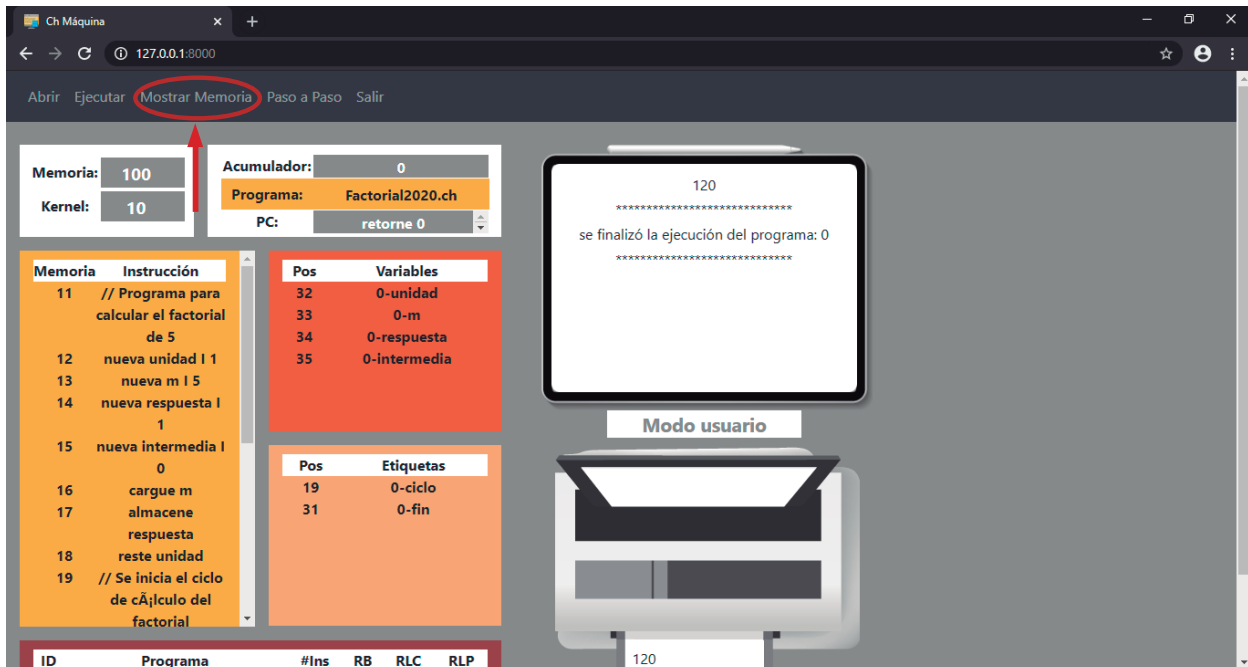 Ch Máquina
127.0.0.1:8000
Abrir Ejecutar Mostrar Memoria Paso a Paso Salir
Memoria: 100
Kernel: 10
Acumulador: 0
Programa: Factorial2020.ch
PC: retorne 0
Memoria Instrucción
11 // Programa para
calcular el factorial
de 5
12 nueva unidad I 1
13 nueva m I 5
14 nueva respuesta I
1
15 nueva intermedia I
0
16 cargue m
17 almacene
respuesta
18 reste unidad
19 // Se inicia el ciclo
de cÃ¡lculo del
factorial
Pos Variables
32 0-unidad
33 0-m
34 0-respuesta
35 0-intermedia
Pos Etiquetas
19 0-ciclo
31 0-fin
120
*****************************
se finalizó la ejecución del programa: 0
*****************************
Modo usuario
120
ID Programa #Ins RB RLC RLP